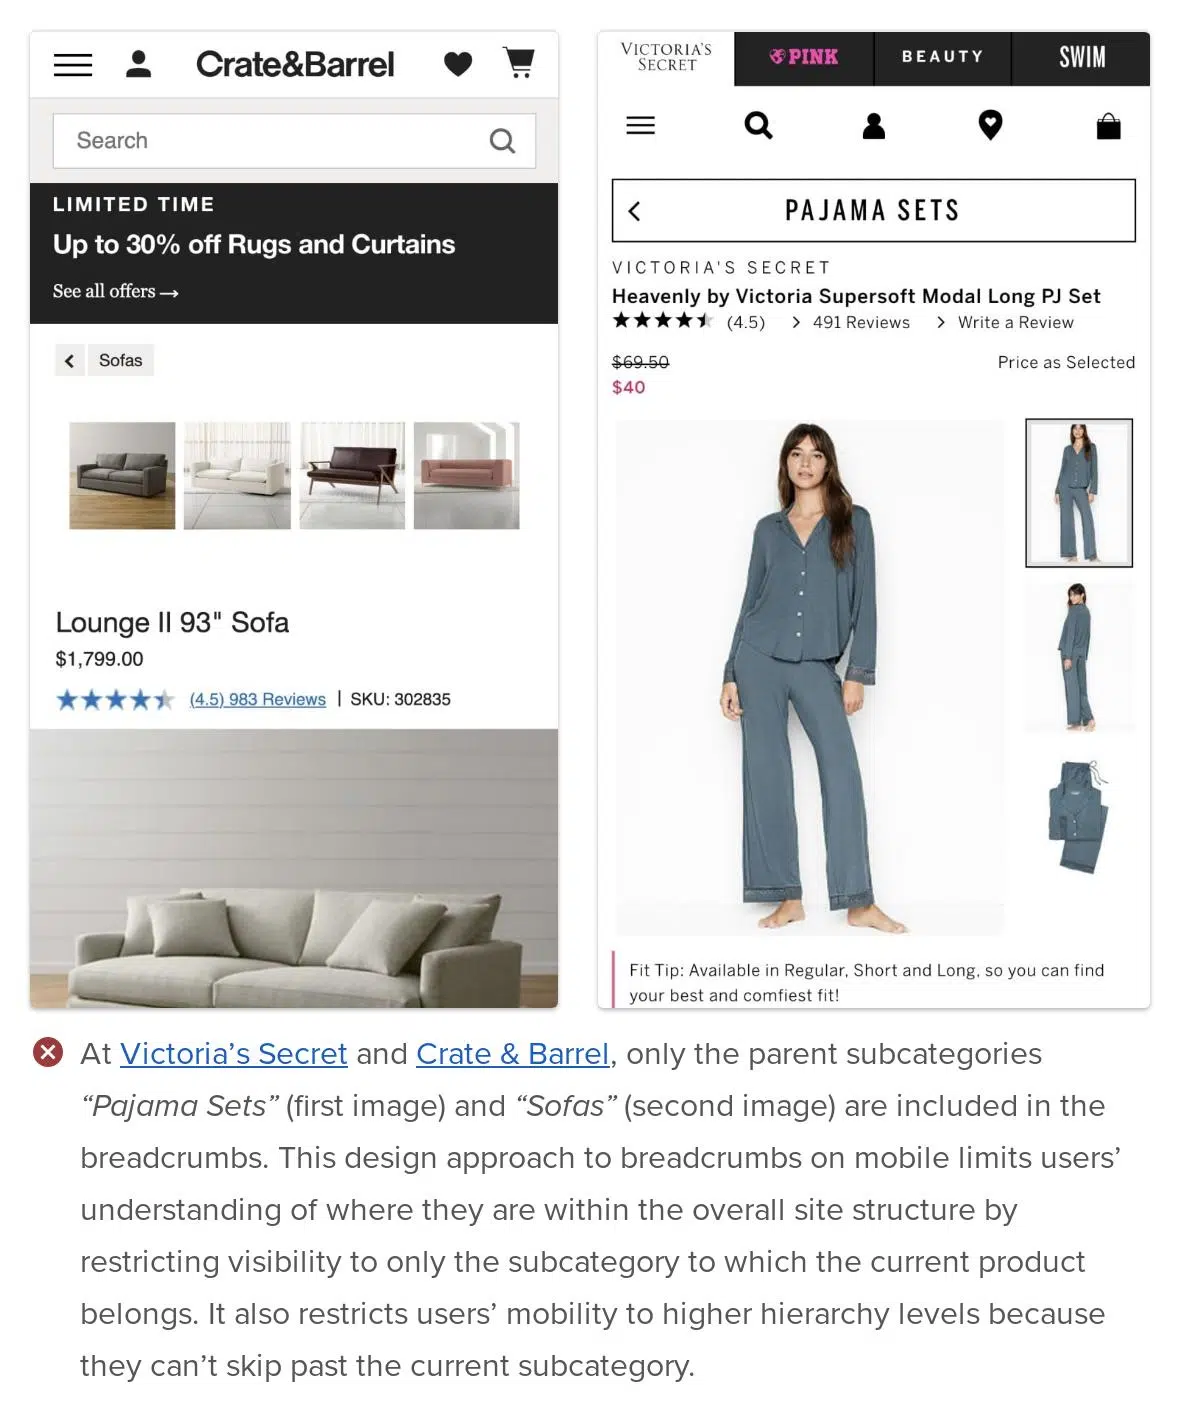 Crate&Barrel
Search
LIMITED TIME
Up to 30% off Rugs and Curtains
See all offers→
Sofas
Lounge II 93" Sofa
$1,799.00
(4.5) 983 Reviews | SKU: 302835
VICTORIA'S
SECRET
PINK
BEAUTY
SWIM
PAJAMA SETS
VICTORIA'S SECRET
Heavenly by Victoria Supersoft Modal Long PJ Set
(4.5) > 491 Reviews > Write a Review
$69.50
Price as Selected
$40
Fit Tip: Available in Regular, Short and Long, so you can find
your best and comfiest fit!
At Victoria’s Secret and Crate & Barrel, only the parent subcategories
“Pajama Sets” (first image) and “Sofas” (second image) are included in the
breadcrumbs. This design approach to breadcrumbs on mobile limits users’
understanding of where they are within the overall site structure by
restricting visibility to only the subcategory to which the current product
belongs. It also restricts users’ mobility to higher hierarchy levels because
they can’t skip past the current subcategory.